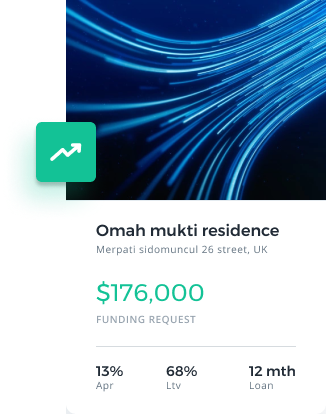 Omah mukti residence
Merpati sidomuncul 26 street, UK
$176,000
FUNDING REQUEST
13% 68% 12 mth
Apr Ltv Loan